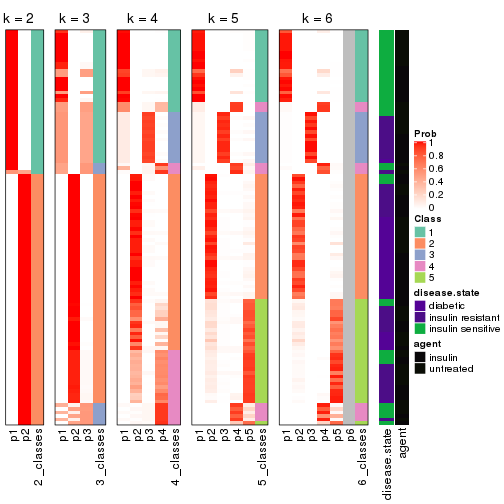 k = 2 k = 3 k = 4 k = 5 k = 6
Prob
1
0.8
0.6
0.4
0.2
0
Class
1
2
3
4
5
disease.state
diabetic
insulin resistant
insulin sensitive
agent
insulin
untreated
p1 p2 2_classes p1 p2 p3 3_classes p1 p2 p3 p4 4_classes p1 p2 p3 p4 p5 5_classes p1 p2 p3 p4 p5 p6 6_classes disease.state agent